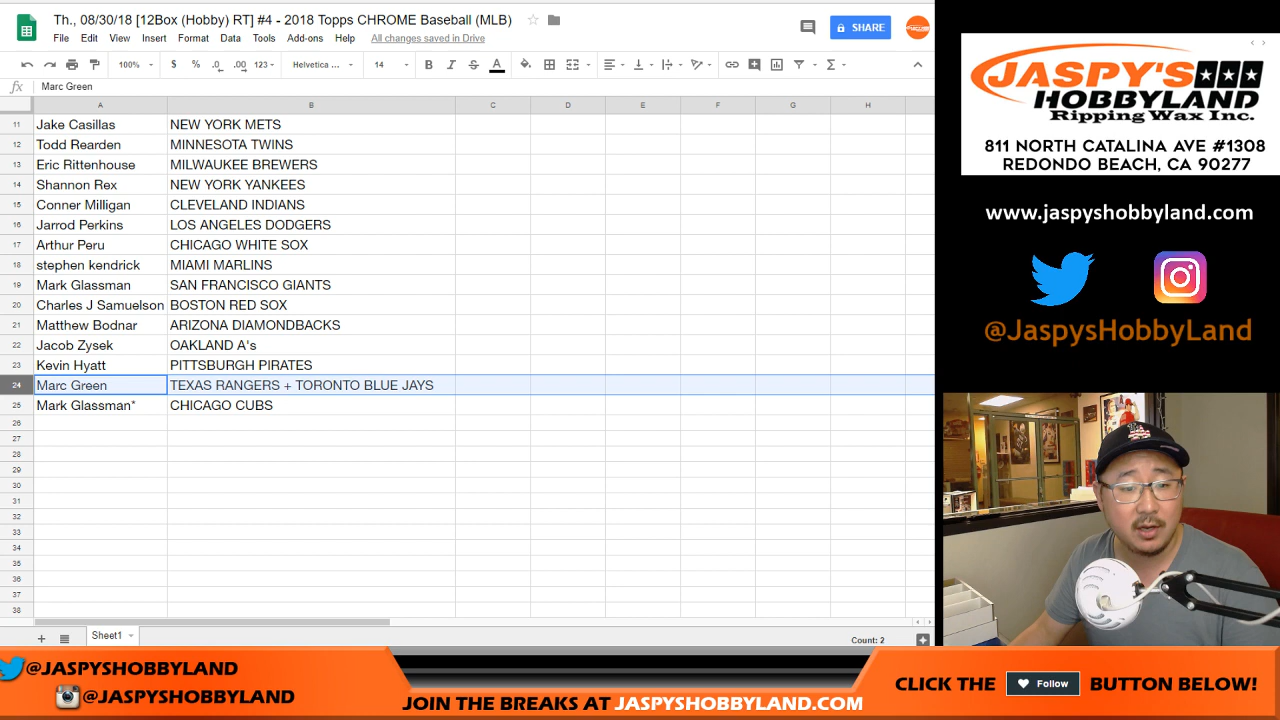 Th., 08/30/18 [12Box (Hobby) RT] #4 - 2018 Topps CHROME Baseball (MLB)
File Edit View Insert Format Data Tools Add-ons Help All changes saved in Drive
SHARE
100% $ % .0 .00 123 Helvetica ... 14 B I S A
fx Marc Green
A B C D E F G H
11 Jake Casillas NEW YORK METS
12 Todd Rearden MINNESOTA TWINS
13 Eric Rittenhouse MILWAUKEE BREWERS
14 Shannon Rex NEW YORK YANKEES
15 Conner Milligan CLEVELAND INDIANS
16 Jarrod Perkins LOS ANGELES DODGERS
17 Arthur Peru CHICAGO WHITE SOX
18 stephen kendrick MIAMI MARLINS
19 Mark Glassman SAN FRANCISCO GIANTS
20 Charles J Samuelson BOSTON RED SOX
21 Matthew Bodnar ARIZONA DIAMONDBACKS
22 Jacob Zysek OAKLAND A's
23 Kevin Hyatt PITTSBURGH PIRATES
24 Marc Green TEXAS RANGERS + TORONTO BLUE JAYS
25 Mark Glassman* CHICAGO CUBS
26
27
28
29
30
31
32
33
34
35
36
37
38
Sheet1
Count: 2
JASPY'S
HOBBYLAND
Ripping Wax Inc.
811 NORTH CATALINA AVE #1308
REDONDO BEACH, CA 90277
www.jaspyshobbyland.com
@JaspysHobbyLand
@JASPYSHOBBYLAND
@JASPYSHOBBYLAND
JOIN THE BREAKS AT JASPYSHOBBYLAND.COM
CLICK THE Follow BUTTON BELOW!